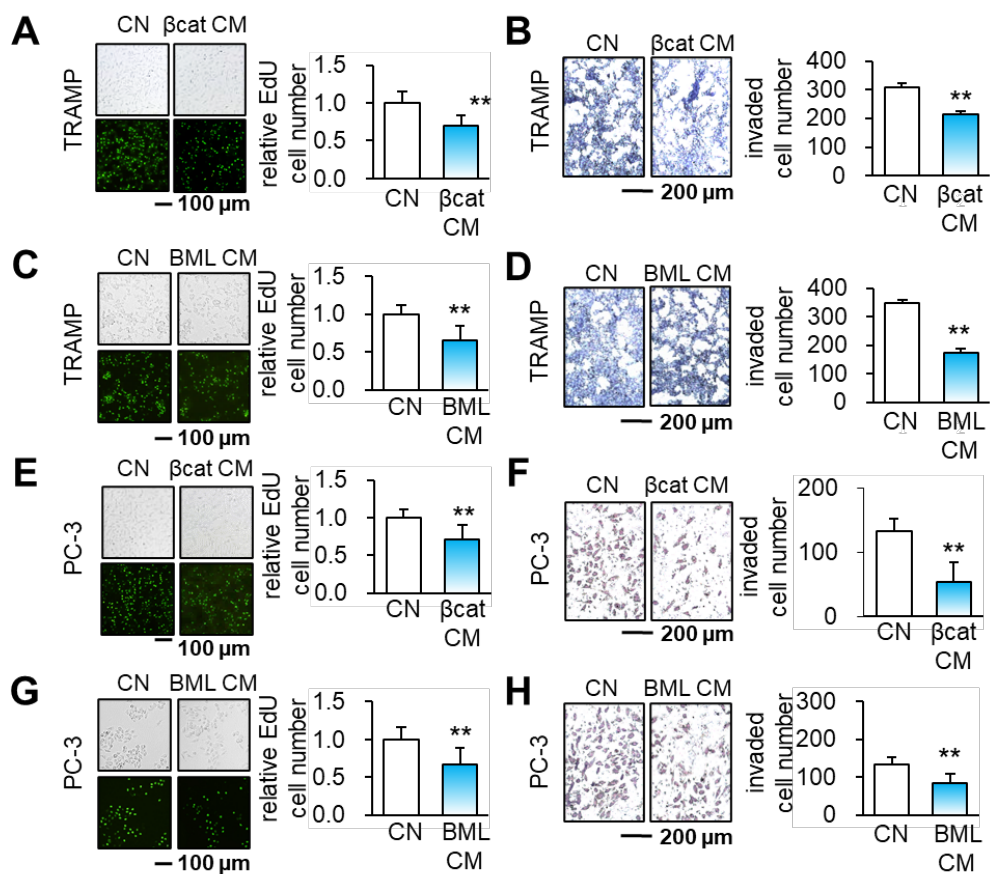 A
CN βcat CM
TRAMP
100 µm
relative EdU
cell number
1.5
1.0
0.5
0.0
**
CN βcat
CM
B
CN βcat CM
TRAMP
200 µm
invaded
cell number
400
300
200
100
0
**
CN βcat
CM
C
CN BML CM
TRAMP
100 µm
relative EdU
cell number
1.5
1.0
0.5
0.0
**
CN BML
CM
D
CN BML CM
TRAMP
200 µm
invaded
cell number
400
300
200
100
0
**
CN BML
CM
E
CN βcat CM
PC-3
100 µm
relative EdU
cell number
1.5
1.0
0.5
0.0
**
CN βcat
CM
F
CN βcat CM
PC-3
200 µm
invaded
cell number
200
100
0
**
CN βcat
CM
G
CN BML CM
PC-3
100 µm
relative EdU
cell number
1.5
1.0
0.5
0.0
**
CN BML
CM
H
CN BML CM
PC-3
200 µm
invaded
cell number
300
200
100
0
**
CN BML
CM